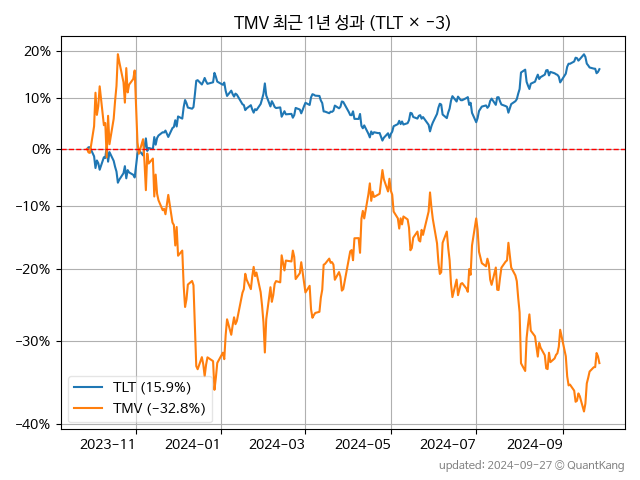 TMV 최근 1년 성과 (TLT × −3)
20%
10%
0%
−10%
−20%
−30%
−40%
TLT (15.9%)
TMV (−32.8%)
2023−11 2024−01 2024−03 2024−05 2024−07 2024−09
updated: 2024−09−27 © QuantKang